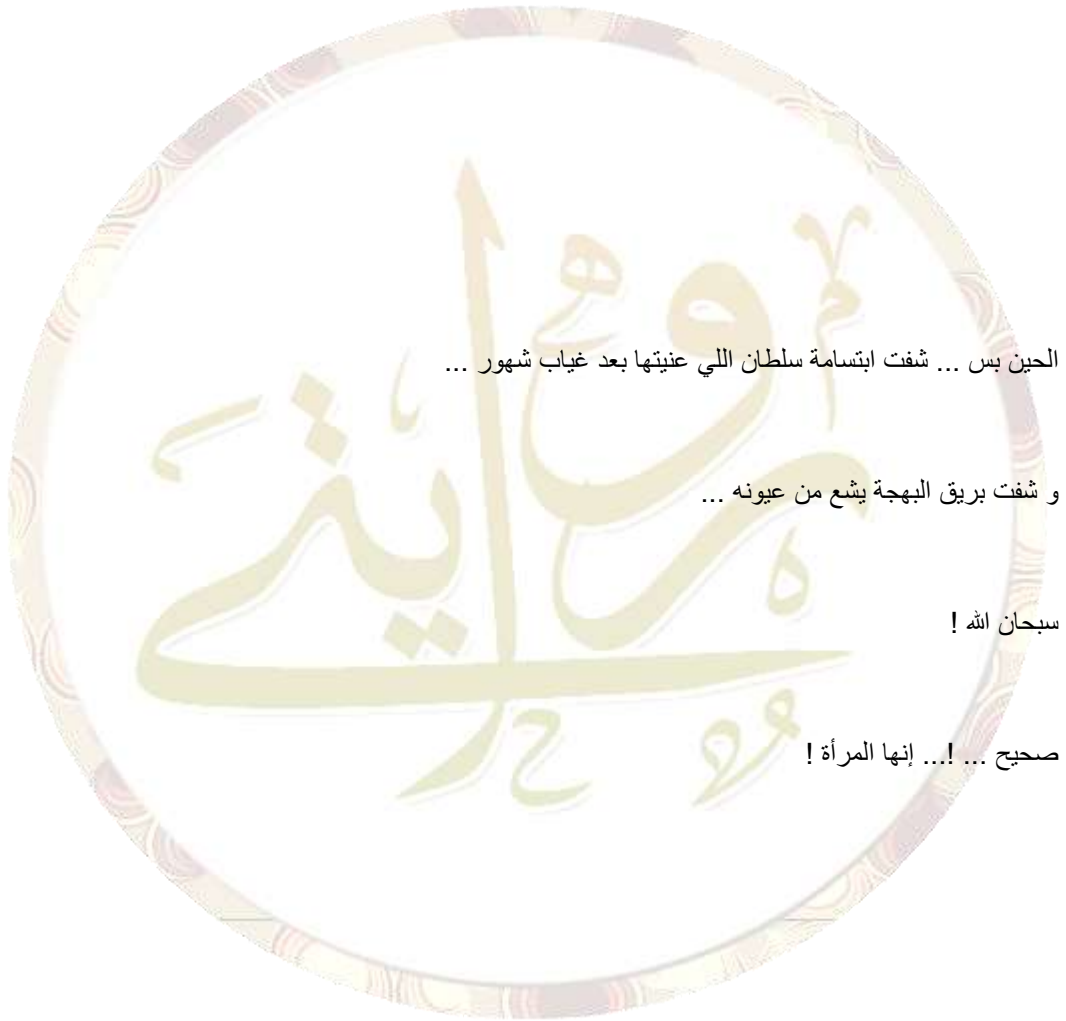 الحين بس ... شفت ابتسامة سلطان اللي عنيتها بعد غياب شهور ...
و شفت بريق البهجة يشع من عيونه ...
سبحان الله !
صحيح ... !... إنها المرأة !
روايتي